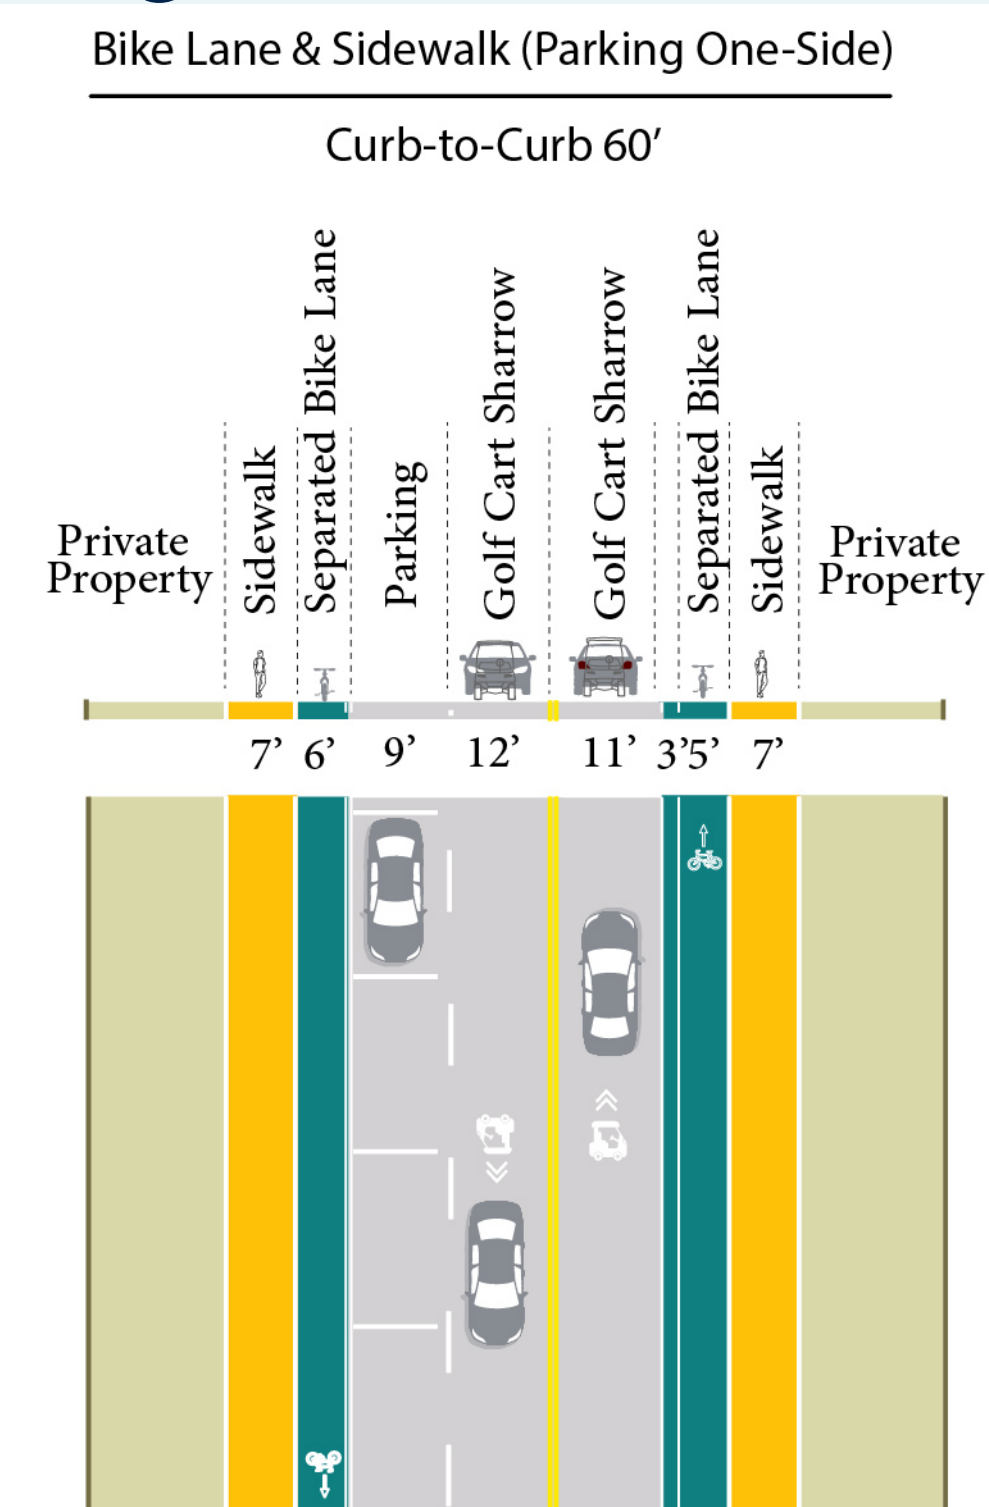 Bike Lane & Sidewalk (Parking One-Side)
Curb-to-Curb 60’
Private
Property
Sidewalk
Separated Bike Lane
Parking
Golf Cart Sharrow
Golf Cart Sharrow
Separated Bike Lane
Sidewalk
Private
Property
7’ 6’ 9’ 12’ 11’ 3’5’ 7’